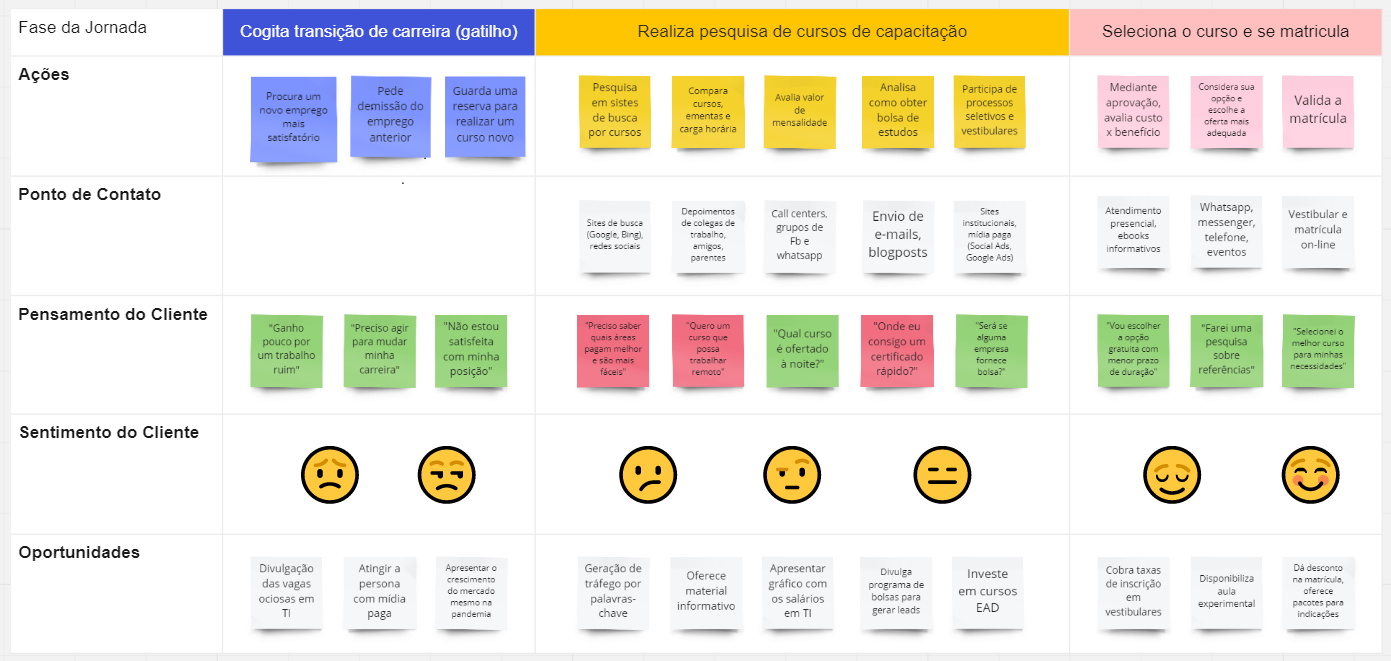 Fase da Jornada
Cogita transição de carreira (gatilho)
Realiza pesquisa de cursos de capacitação
Seleciona o curso e se matricula
Ações
Procura um
novo emprego
mais
satisfatório
Pede
demissão do
emprego
anterior
Guarda uma
reserva para
realizar um
curso novo
Pesquisa
em sistes
de busca
por cursos
Compara
cursos,
ementas e
carga horária
Avalia valor
de
mensalidade
Analisa
como obter
bolsa de
estudos
Participa de
processos
seletivos e
vestibulares
Mediante
aprovação,
avalia custo
x benefício
Considera sua
opção e
escolhe a
oferta mais
adequada
Valida a
matrícula
Ponto de Contato
Sites de busca
(Google, Bing),
redes sociais
Depoimentos
de colegas de
trabalho,
amigos,
parentes
Call centers,
grupos de
Fb e
whatsapp
Envio de
e-mails,
blogposts
Sites
institucionais,
mídia paga
(Social Ads,
Google Ads)
Atendimento
presencial,
ebooks
informativos
Whatsapp,
messenger,
telefone,
eventos
Vestibular e
matrícula
on-line
Pensamento do Cliente
"Ganho
pouco por
um trabalho
ruim"
"Preciso agir
para mudar
minha
carreira"
"Não estou
satisfeita
com minha
posição"
"Preciso saber
quais áreas
pagam melhor
e são mais
fáceis"
"Quero um
curso que
possa
trabalhar
remoto"
"Qual curso
é ofertado
à noite?"
"Onde eu
consigo um
certificado
rápido?"
"Será se
alguma
empresa
fornece
bolsa?"
"Vou escolher
a opção
gratuita com
menor prazo
de duração"
"Farei uma
pesquisa
sobre
referências"
"Selecionei o
melhor curso
para minhas
necessidades"
Sentimento do Cliente
Oportunidades
Divulgação
das vagas
ociosas em
TI
Atingir a
persona
com mídia
paga
Apresentar o
crescimento
do mercado
mesmo na
pandemia
Geração de
tráfego por
palavras-
chave
Oferece
material
informativo
Apresentar
gráfico com
os salários
em TI
Divulga
programa de
bolsas para
gerar leads
Investe
em cursos
EAD
Cobra taxas
de inscrição
em
vestibulares
Disponibiliza
aula
experimental
Dá desconto
na matrícula,
oferece
pacotes para
indicações